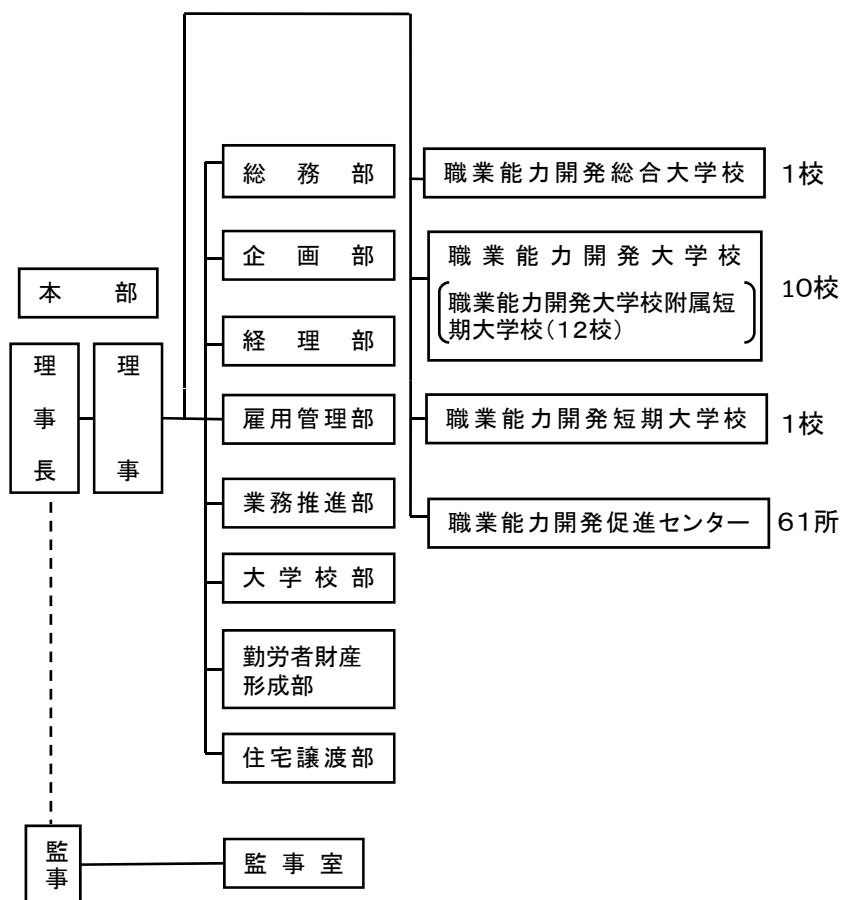 本部
理事長
理事
総務部
企画部
経理部
雇用管理部
業務推進部
大学校部
勤労者財産
形成部
住宅譲渡部
職業能力開発総合大学校 1校
職業能力開発大学校
職業能力開発大学校附属短
期大学校(12校)
10校
職業能力開発短期大学校 1校
職業能力開発促進センター 61所
監事
監事室